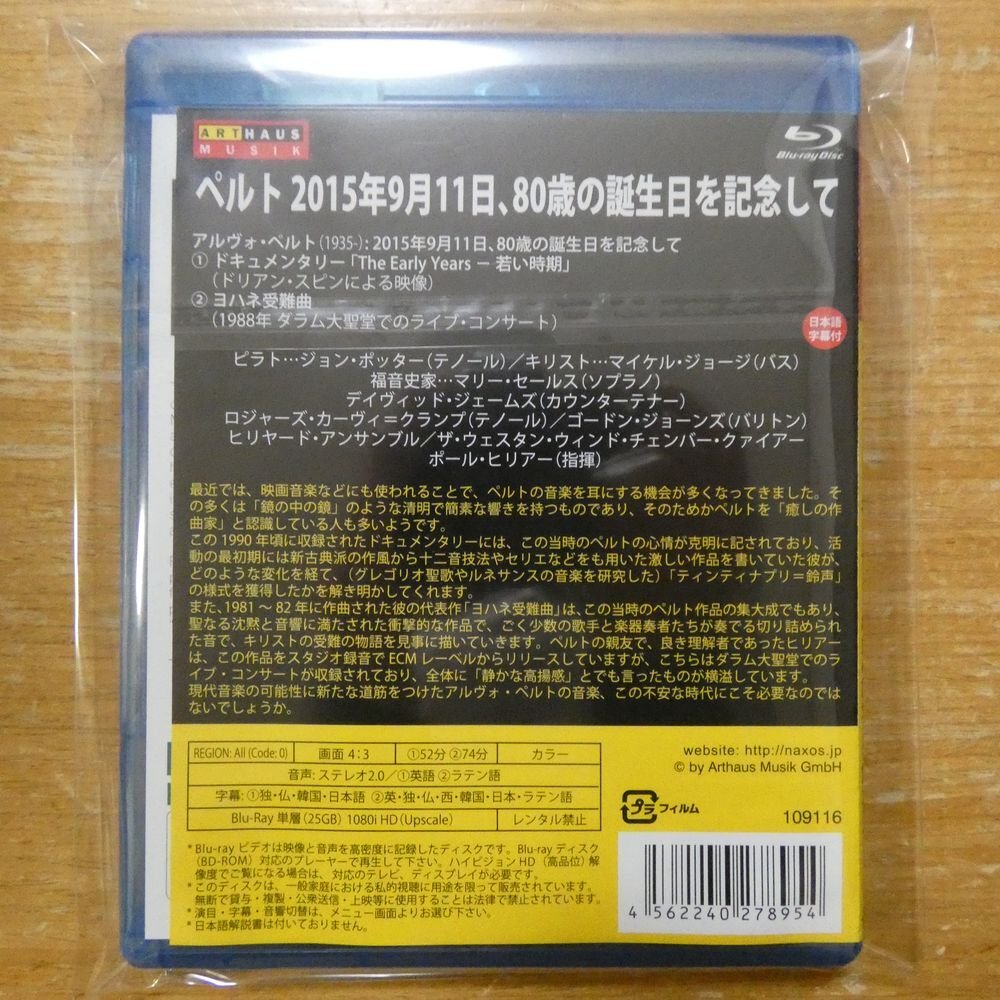 ARTHAUS
MUSIK
Blu-ray Disc
ペルト 2015年9月11日、80歳の誕生日を記念して
アルヴォ・ペルト(1935-):2015年9月11日、80歳の誕生日を記念して
① ドキュメンタリー「The Early Years － 若い時期」
(ドリアン・スピンによる映像)
② ヨハネ受難曲
(1988年 ダラム大聖堂でのライブ・コンサート)
日本語
字幕付
ピラト…ジョン・ポッター(テノール)／キリスト…マイケル・ジョージ(バス)
福音史家…マリー・セールス(ソプラノ)
デイヴィッド・ジェームズ(カウンターテナー)
ロジャーズ・カーヴィ＝クランプ(テノール)／ゴードン・ジョーンズ(バリトン)
ヒリヤード・アンサンブル／ザ・ウェスタン・ウィンド・チェンバー・クァイアー
ポール・ヒリアー(指揮)
最近では、映画音楽などにも使われることで、ペルトの音楽を耳にする機会が多くなってきました。そ
の多くは「鏡の中の鏡」のような清明で簡素な響きを持つものであり、そのためかペルトを「癒しの作
曲家」と認識している人も多いようです。
この 1990 年頃に収録されたドキュメンタリーには、この当時のペルトの心情が克明に記されており、活
動の最初期には新古典派の作風から十二音技法やセリエなどをも用いた激しい作品を書いていた彼が、
どのような変化を経て、(グレゴリオ聖歌やルネサンスの音楽を研究した)「ティンティナブリ＝鈴声」
の様式を獲得したかを解き明かしてくれます。
また、1981～82 年に作曲された彼の代表作「ヨハネ受難曲」は、この当時のペルト作品の集大成でもあり、
聖なる沈黙と音響に満たされた衝撃的な作品で、ごく少数の歌手と楽器奏者たちが奏でる切り詰められ
た音で、キリストの受難の物語を見事に描いていきます。ペルトの親友で、良き理解者であったヒリアー
は、この作品をスタジオ録音で ECM レーベルからリリースしていますが、こちらはダラム大聖堂でのラ
イブ・コンサートが収録されており、全体に「静かな高揚感」とでも言ったものが横溢しています。
現代音楽の可能性に新たな道筋をつけたアルヴォ・ペルトの音楽、この不安な時代にこそ必要なのでは
ないでしょうか。
REGION: All (Code: 0) 画面 4：3 ①52分 ②74分 カラー
音声：ステレオ2.0／①英語 ②ラテン語
字幕：①独・仏・韓国・日本語 ②英・独・仏・西・韓国・日本・ラテン語
Blu-Ray 単層(25GB) 1080i HD(Upscale) レンタル禁止
website: http://naxos.jp
© by Arthaus Musik GmbH
プラ フィルム
109116
* Blu-ray ビデオは映像と音声を高密度に記録したディスクです。Blu-ray ディスク
(BD-ROM) 対応のプレーヤーで再生して下さい。ハイビジョン HD (高品位) 解
像度でご覧になる場合は、対応のテレビ、ディスプレイが必要です。
* このディスクは、一般家庭における私的視聴に用途を限って販売されています。
無断で貸与・複製・公衆送信・上映等に使用することは法律で禁止されています。
* 演目・字幕・音響切替は、メニュー画面よりお選び下さい。
* 日本語解説書は付いておりません。
4 562240 278954